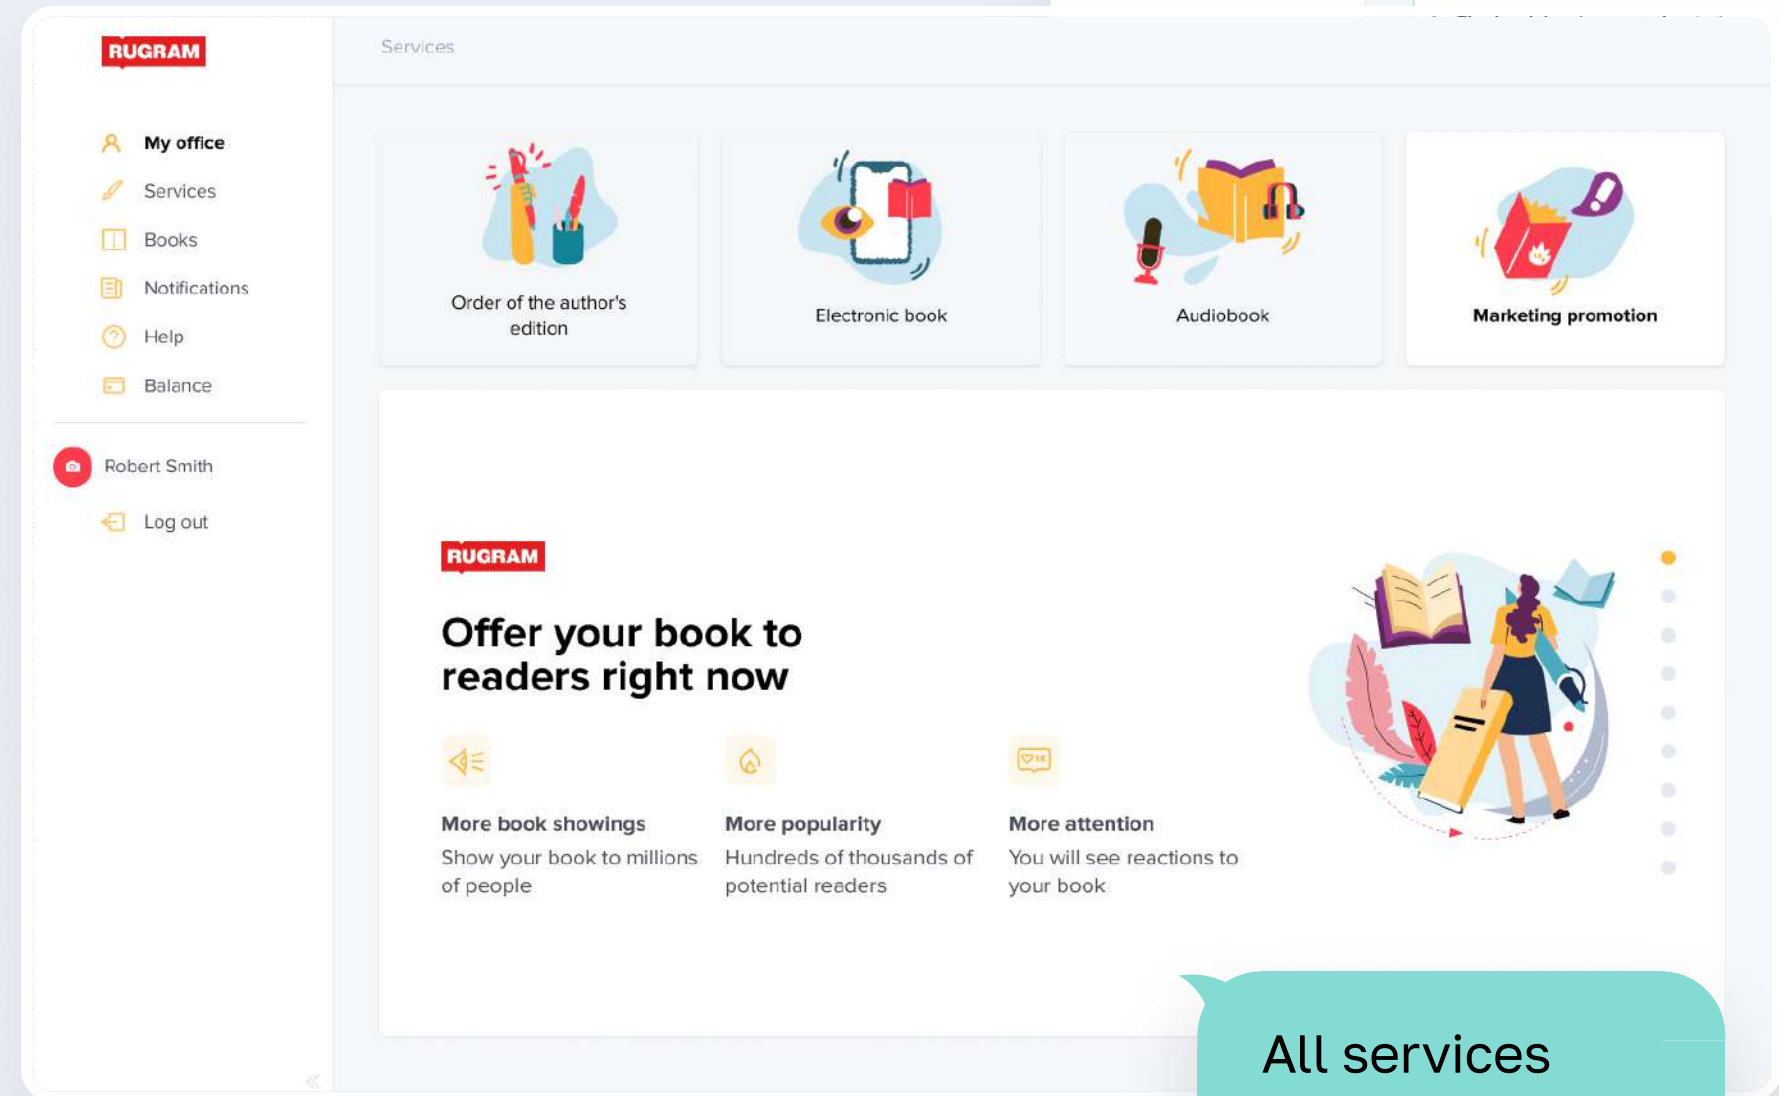 RUGRAM
Services
My office
Services
Books
Notifications
Help
Balance
Robert Smith
Log out
Order of the author's
edition
Electronic book
Audiobook
Marketing promotion
RUGRAM
Offer your book to
readers right now
1K
More book showings
Show your book to millions
of people
More popularity
Hundreds of thousands of
potential readers
More attention
You will see reactions to
your book
All services